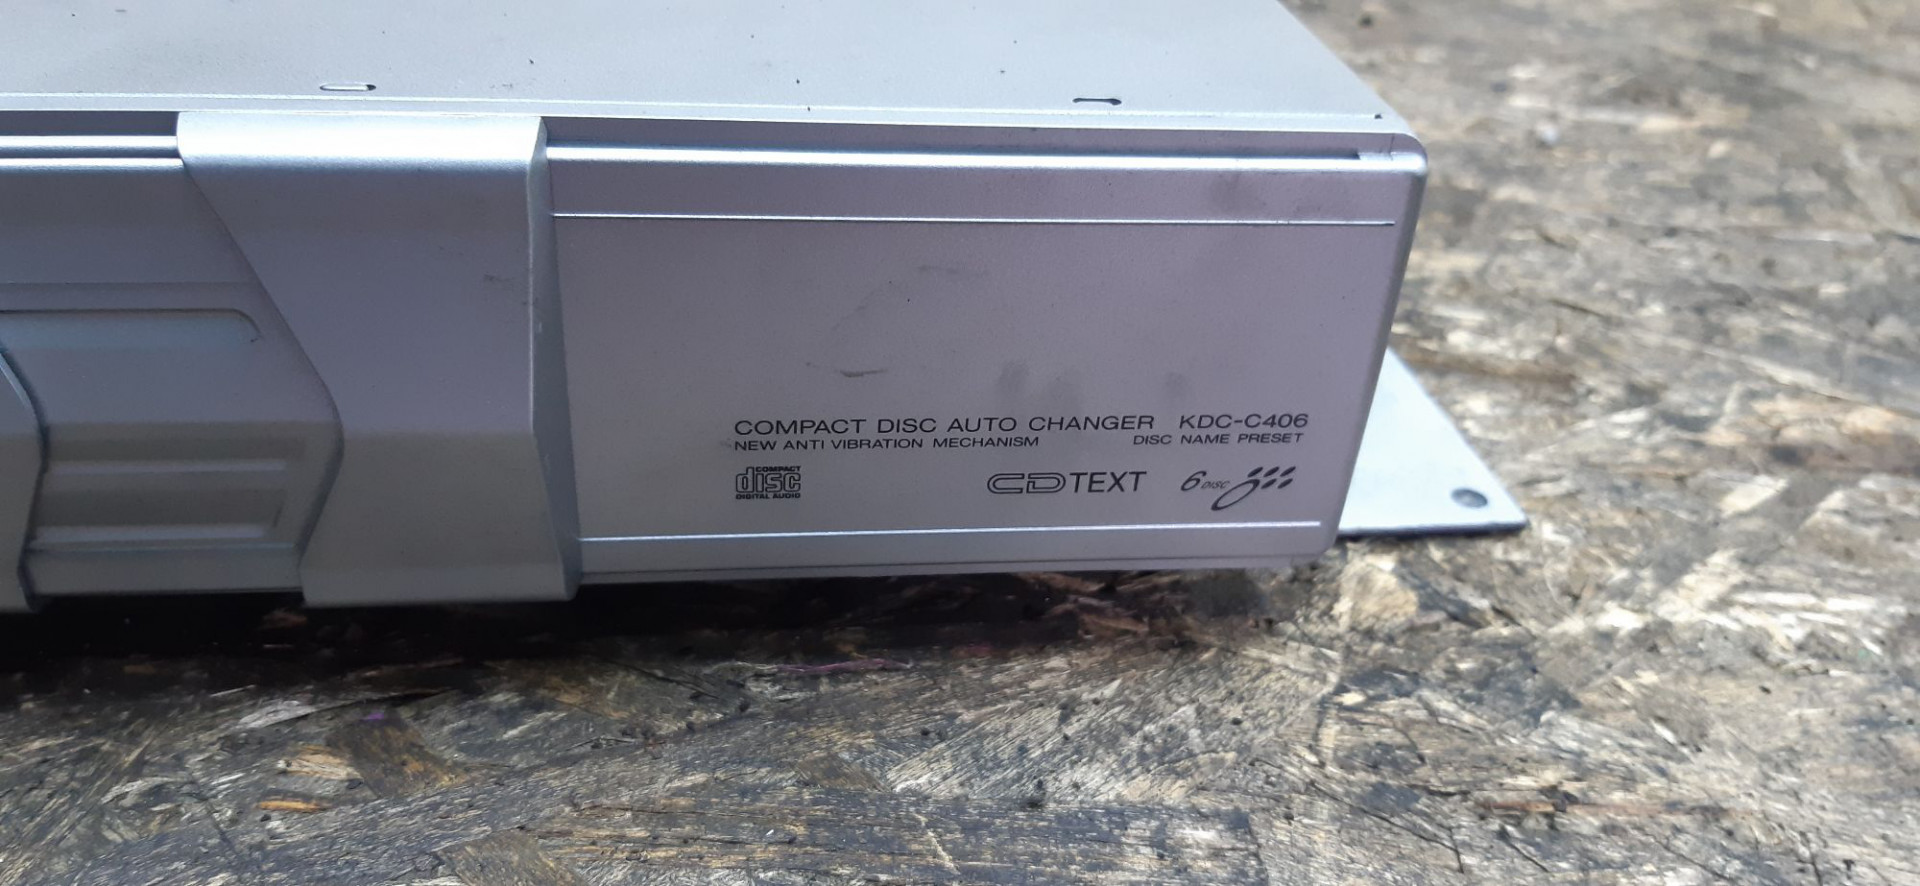 COMPACT DISC AUTO CHANGER KDC-C406
NEW ANTI VIBRATION MECHANISM DISC NAME PRESET
COMPACT
disc
DIGITAL AUDIO
CD TEXT
6 DISC